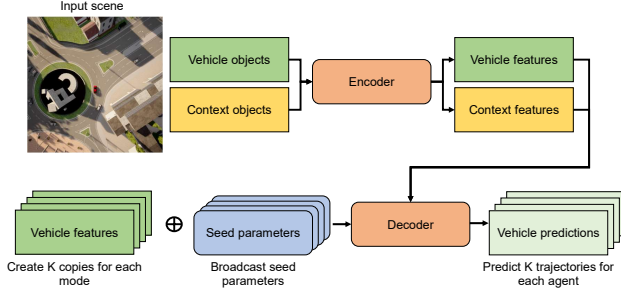 Input scene
Vehicle objects
Context objects
Encoder
Vehicle features
Context features
Vehicle features
Seed parameters
Decoder
Vehicle predictions
Create K copies for each
mode
Broadcast seed
parameters
Predict K trajectories for
each agent